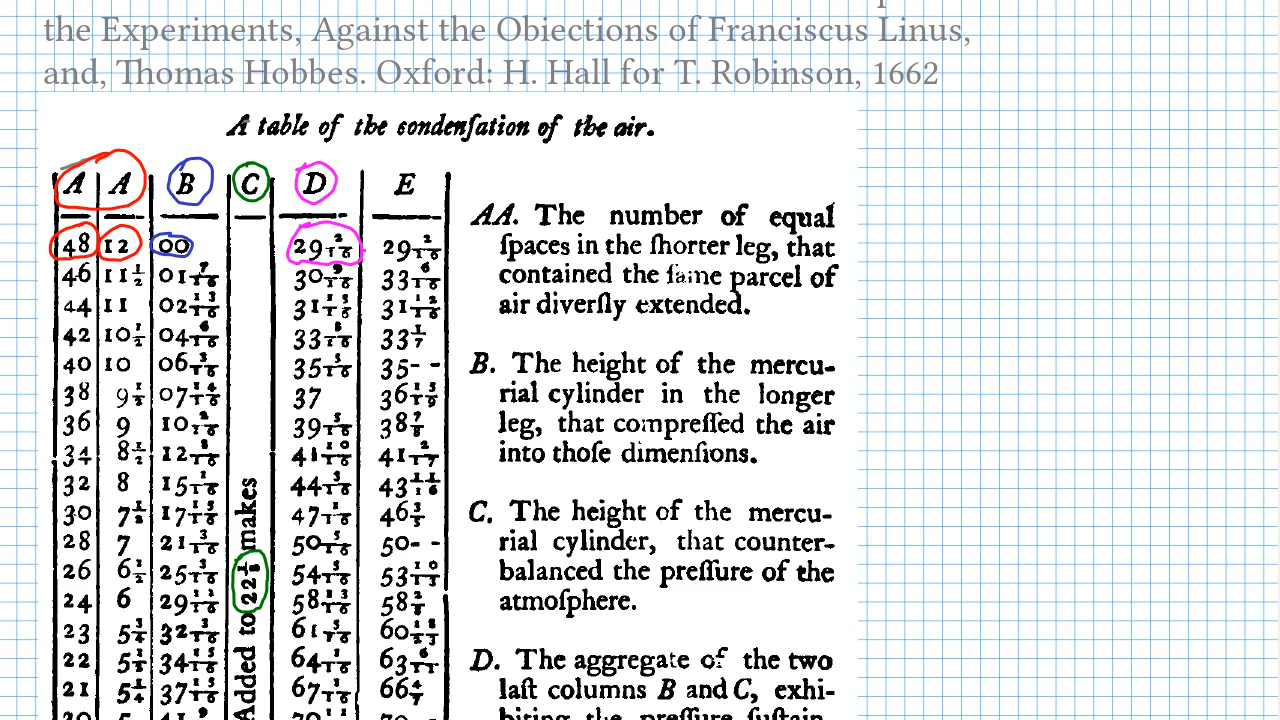 the Experiments, Against the Obiections of Franciscus Linus,
and, Thomas Hobbes. Oxford: H. Hall for T. Robinson, 1662
A table of the condenſation of the air.
A A B C D E
48 12 00 29 2/16 29 2/16
46 11 1/2 01 7/16 30 9/16 33 6/16
44 11 02 13/16 31 15/16 31 12/16
42 10 1/2 04 6/16 33 8/16 33 1/7
40 10 06 3/16 35 5/16 35- -
38 9 1/2 07 14/16 37 36 15/19
36 9 10 2/16 39 5/16 38 7/8
34 8 1/2 12 8/16 41 10/16 41 2/17
32 8 15 1/16 44 3/16 43 11/16
30 7 1/2 17 15/16 47 1/16 46 3/5
28 7 21 3/16 50 5/16 50- -
26 6 1/2 25 3/16 54 5/16 53 10/13
24 6 29 13/16 58 13/16 58 2/8
23 5 3/4 32 3/16 61 5/16 60 18/23
22 5 1/2 34 15/16 64 1/16 63 6/11
21 5 1/4 37 15/16 67 1/16 66 4/7
Added to 22 1/8 makes
AA. The number of equal
ſpaces in the ſhorter leg, that
contained the ſame parcel of
air diverſly extended.
B. The height of the mercu-
rial cylinder in the longer
leg, that compreſſed the air
into thoſe dimenſions.
C. The height of the mercu-
rial cylinder, that counter-
balanced the preſſure of the
atmoſphere.
D. The aggregate of the two
laſt columns B and C, exhi-
biting the preſſure ſuſtain-